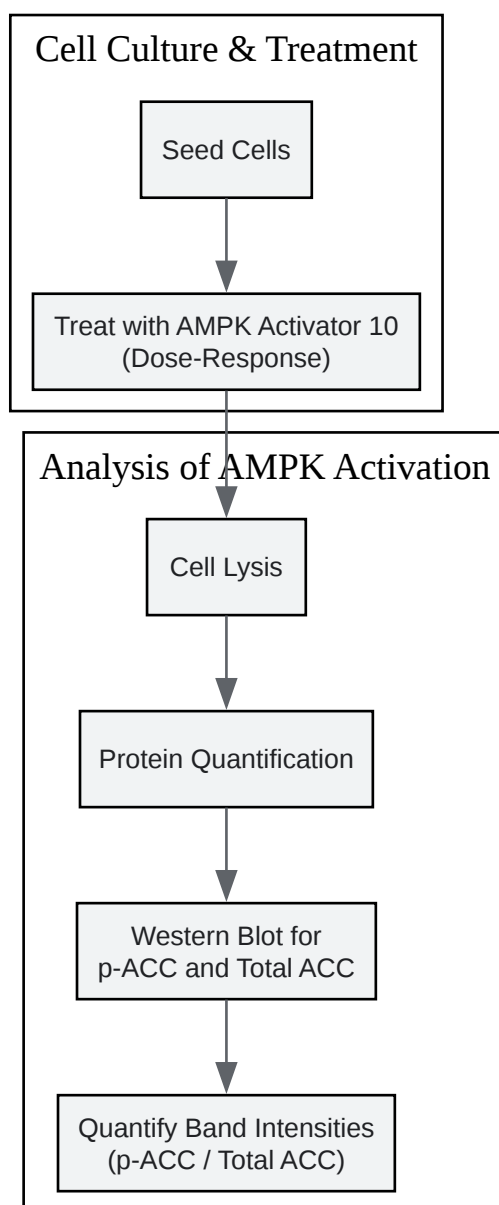 Cell Culture & Treatment
Seed Cells
Treat with AMPK Activator 10
(Dose-Response)
Analysis of AMPK Activation
Cell Lysis
Protein Quantification
Western Blot for
p-ACC and Total ACC
Quantify Band Intensities
(p-ACC / Total ACC)